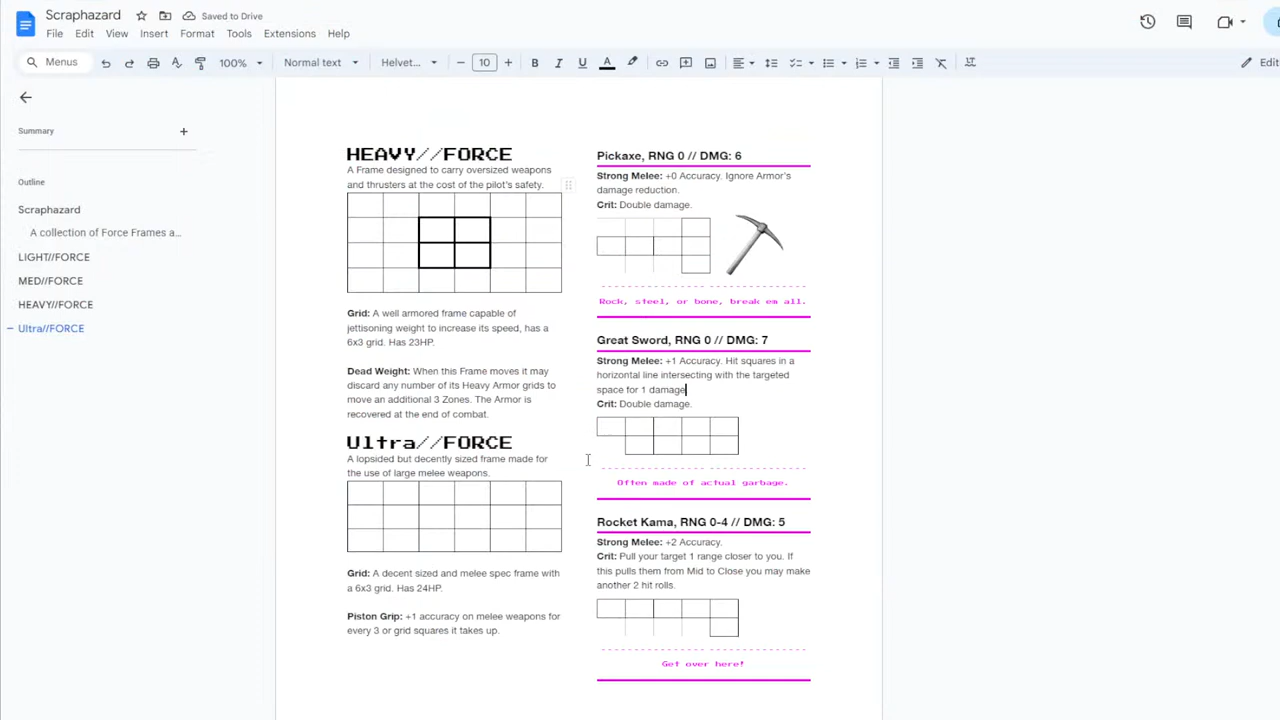 Scraphazard
Saved to Drive
File Edit View Insert Format Tools Extensions Help
Menus
100%
Normal text
Helvet...
10
Summary
Outline
Scraphazard
A collection of Force Frames a...
LIGHT//FORCE
MED//FORCE
HEAVY//FORCE
Ultra//FORCE
HEAVY//FORCE
A Frame designed to carry oversized weapons
and thrusters at the cost of the pilot's safety.
Grid: A well armored frame capable of
jettisoning weight to increase its speed, has a
6x3 grid. Has 23HP.
Dead Weight: When this Frame moves it may
discard any number of its Heavy Armor grids to
move an additional 3 Zones. The Armor is
recovered at the end of combat.
Ultra//FORCE
A lopsided but decently sized frame made for
the use of large melee weapons.
Grid: A decent sized and melee spec frame with
a 6x3 grid. Has 24HP.
Piston Grip: +1 accuracy on melee weapons for
every 3 or grid squares it takes up.
Pickaxe, RNG 0 // DMG: 6
Strong Melee: +0 Accuracy. Ignore Armor's
damage reduction.
Crit: Double damage.
Rock, steel, or bone, break em all.
Great Sword, RNG 0 // DMG: 7
Strong Melee: +1 Accuracy. Hit squares in a
horizontal line intersecting with the targeted
space for 1 damage
Crit: Double damage.
Often made of actual garbage.
Rocket Kama, RNG 0-4 // DMG: 5
Strong Melee: +2 Accuracy.
Crit: Pull your target 1 range closer to you. If
this pulls them from Mid to Close you may make
another 2 hit rolls.
Get over here!